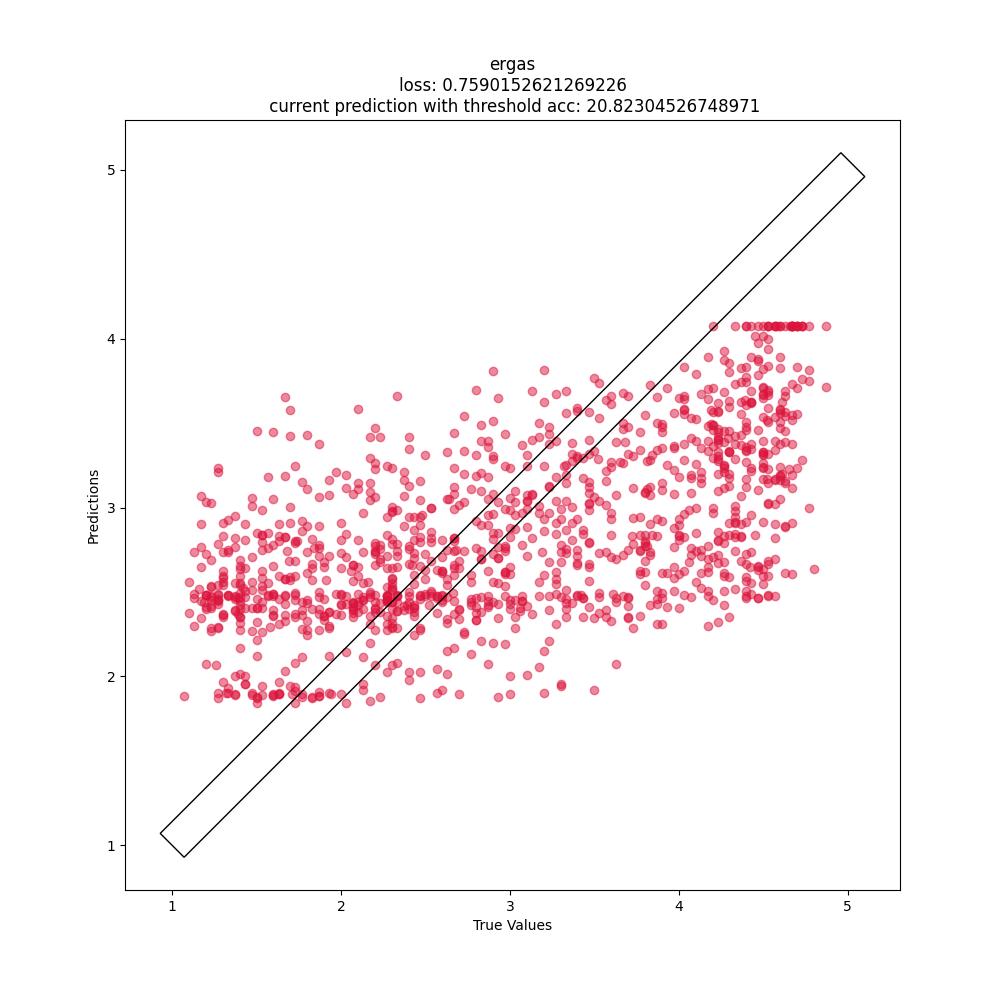 ergas
loss: 0.7590152621269226
current prediction with threshold acc: 20.82304526748971
5
4
3
2
1
Predictions
1 2 3 4 5
True Values